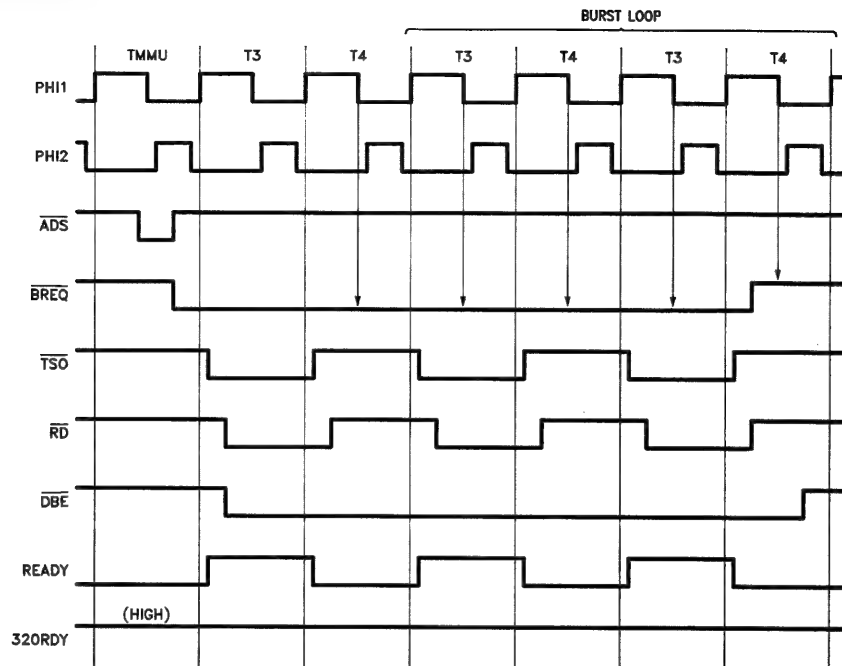 BURST LOOP
TMMU T3 T4 T3 T4 T3 T4
PHI1
PHI2
ADS
BREQ
TSO
RD
DBE
READY
(HIGH)
320RDY